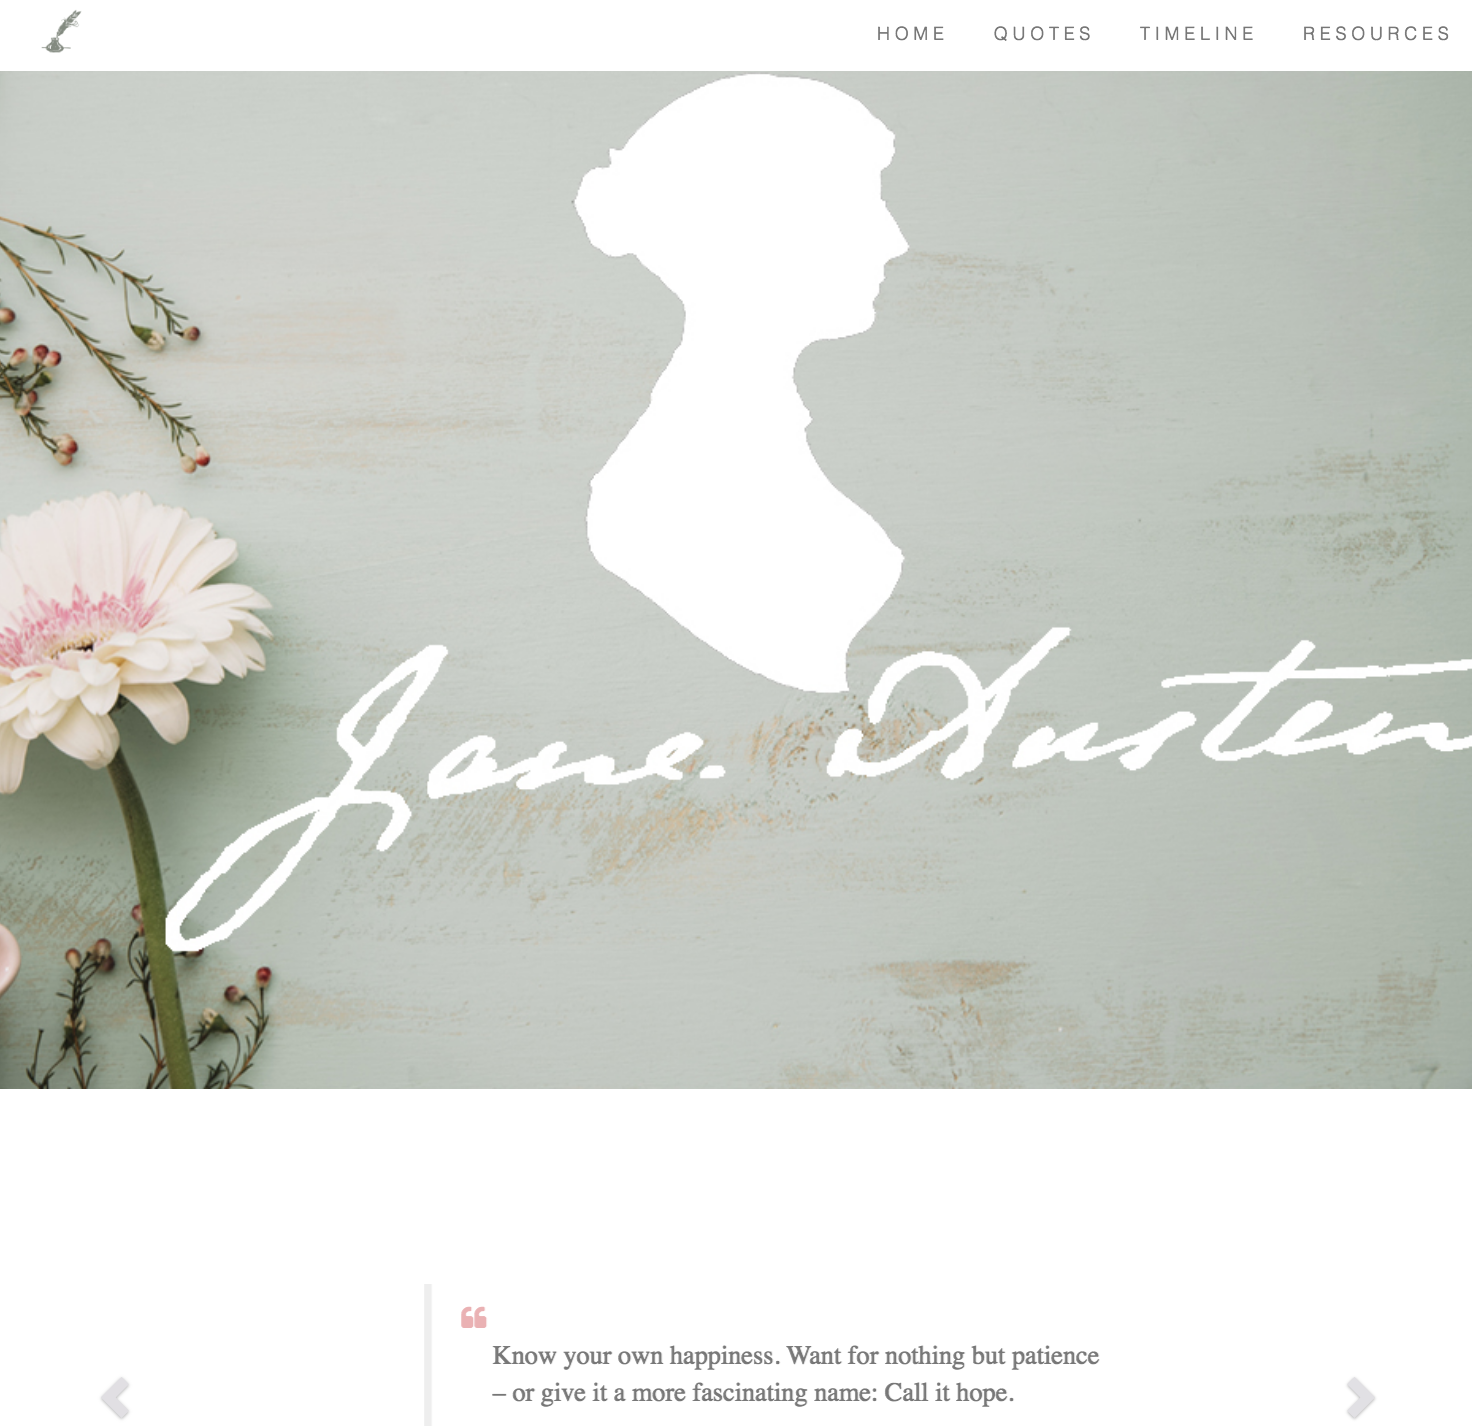 HOME QUOTES TIMELINE RESOURCES
Jane Austen
“
Know your own happiness. Want for nothing but patience
– or give it a more fascinating name: Call it hope.